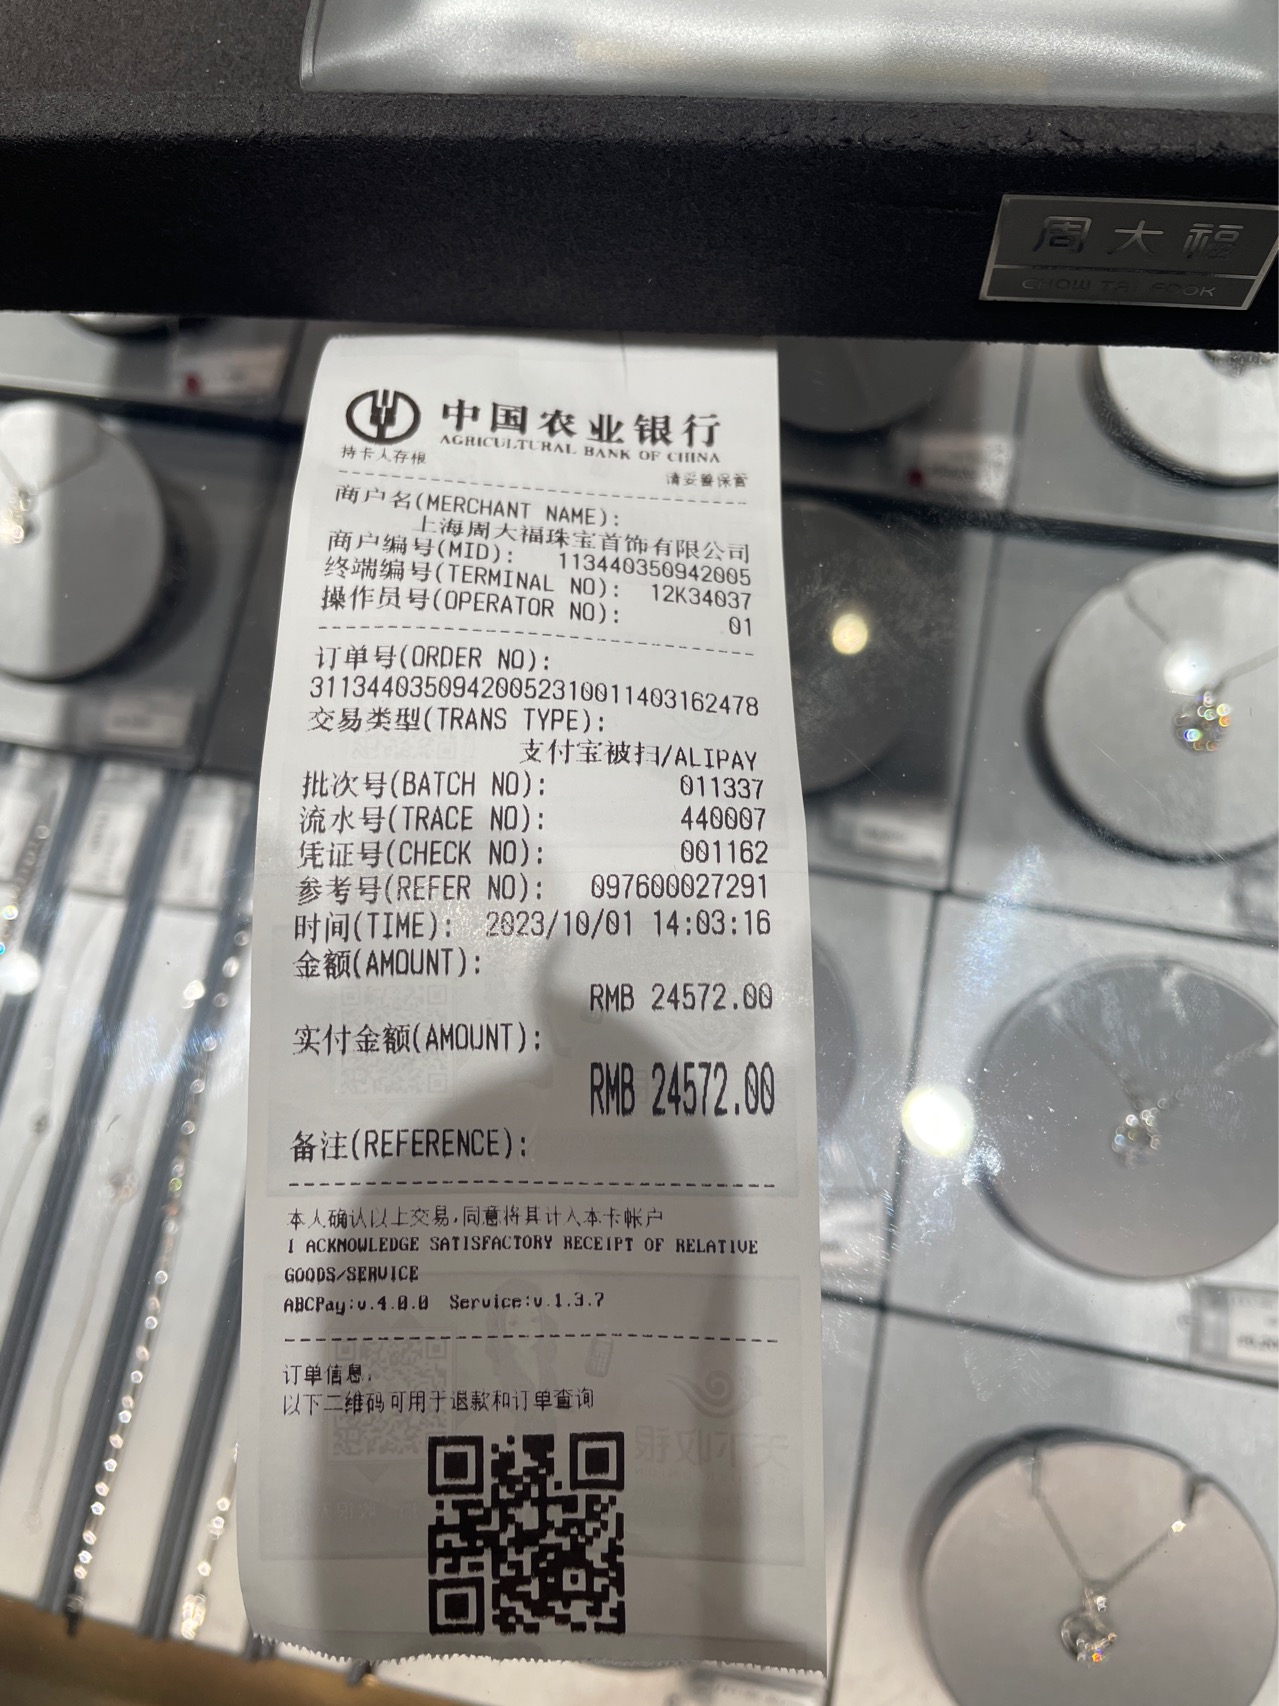 周大福
CHOW TAI FOOK
中国农业银行
AGRICULTURAL BANK OF CHINA
持卡人存根
请妥善保管
商户名(MERCHANT NAME):
上海周大福珠宝首饰有限公司
商户编号(MID): 113440350942005
终端编号(TERMINAL NO): 12K34037
操作员号(OPERATOR NO): 01
订单号(ORDER NO):
31134403509420052310011403162478
交易类型(TRANS TYPE):
支付宝被扫/ALIPAY
批次号(BATCH NO): 011337
流水号(TRACE NO): 440007
凭证号(CHECK NO): 001162
参考号(REFER NO): 097600027291
时间(TIME): 2023/10/01 14:03:16
金额(AMOUNT):
RMB 24572.00
实付金额(AMOUNT):
RMB 24572.00
备注(REFERENCE):
本人确认以上交易,同意将其计入本卡帐户
I ACKNOWLEDGE SATISFACTORY RECEIPT OF RELATIVE
GOODS/SERVICE
ABCPay:v.4.0.0 Service:v.1.3.7
订单信息:
以下二维码可用于退款和订单查询